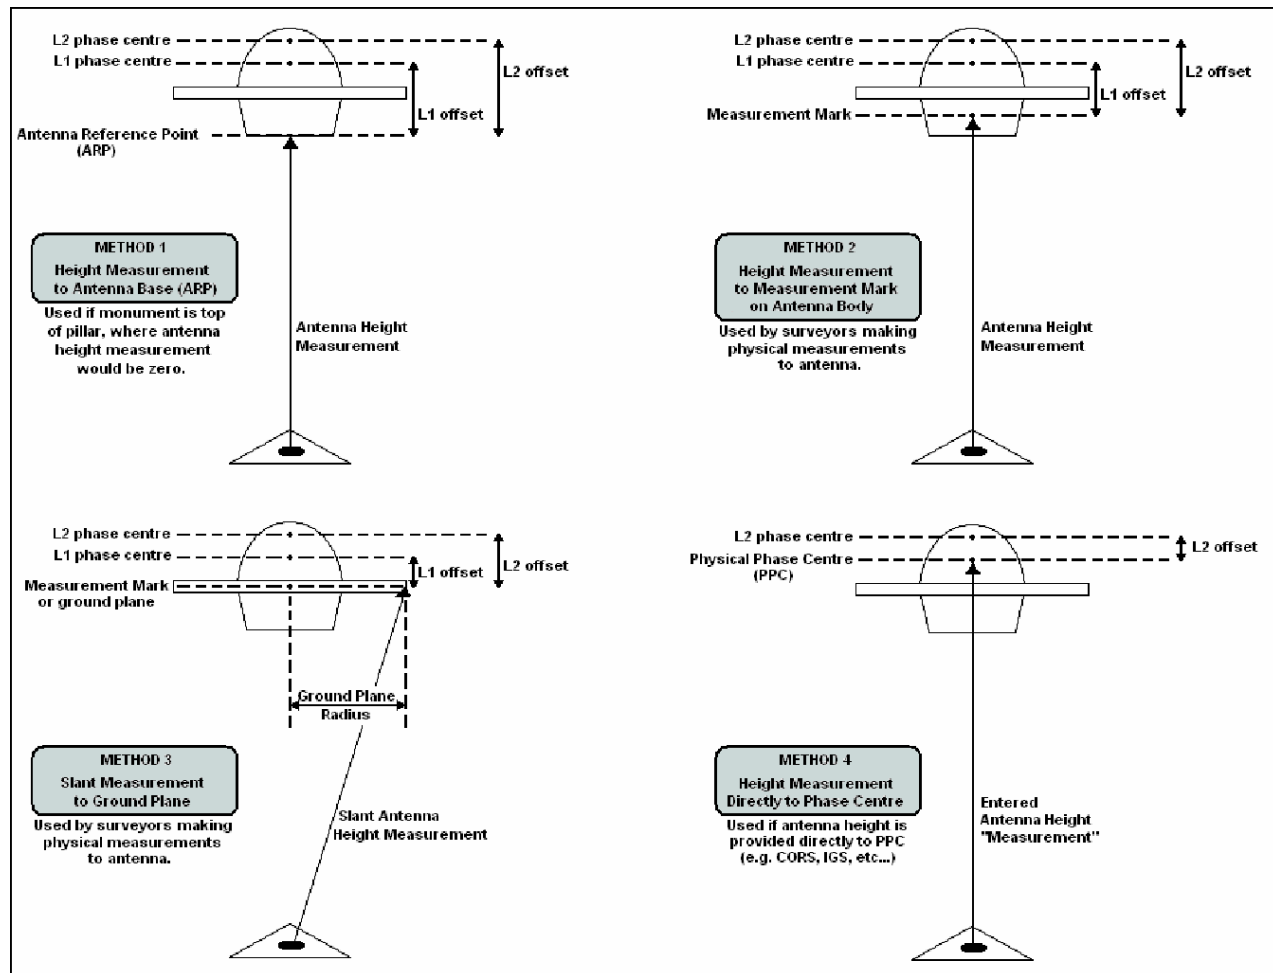 L2 phase centre
L1 phase centre
L2 offset
L1 offset
Antenna Reference Point
(ARP)
METHOD 1
Height Measurement
to Antenna Base (ARP)
Used if monument is top
of pillar, where antenna
height measurement
would be zero.
Antenna Height
Measurement
L2 phase centre
L1 phase centre
L2 offset
L1 offset
Measurement Mark
METHOD 2
Height Measurement
to Measurement Mark
on Antenna Body
Used by surveyors making
physical measurements
to antenna.
Antenna Height
Measurement
L2 phase centre
L1 phase centre
L1 offset
L2 offset
Measurement Mark
or ground plane
Ground Plane
Radius
METHOD 3
Slant Measurement
to Ground Plane
Used by surveyors making
physical measurements
to antenna.
Slant Antenna
Height Measurement
L2 phase centre
L2 offset
Physical Phase Centre
(PPC)
METHOD 4
Height Measurement
Directly to Phase Centre
Used if antenna height is
provided directly to PPC
(e.g. CORS, IGS, etc...)
Entered
Antenna Height
"Measurement"